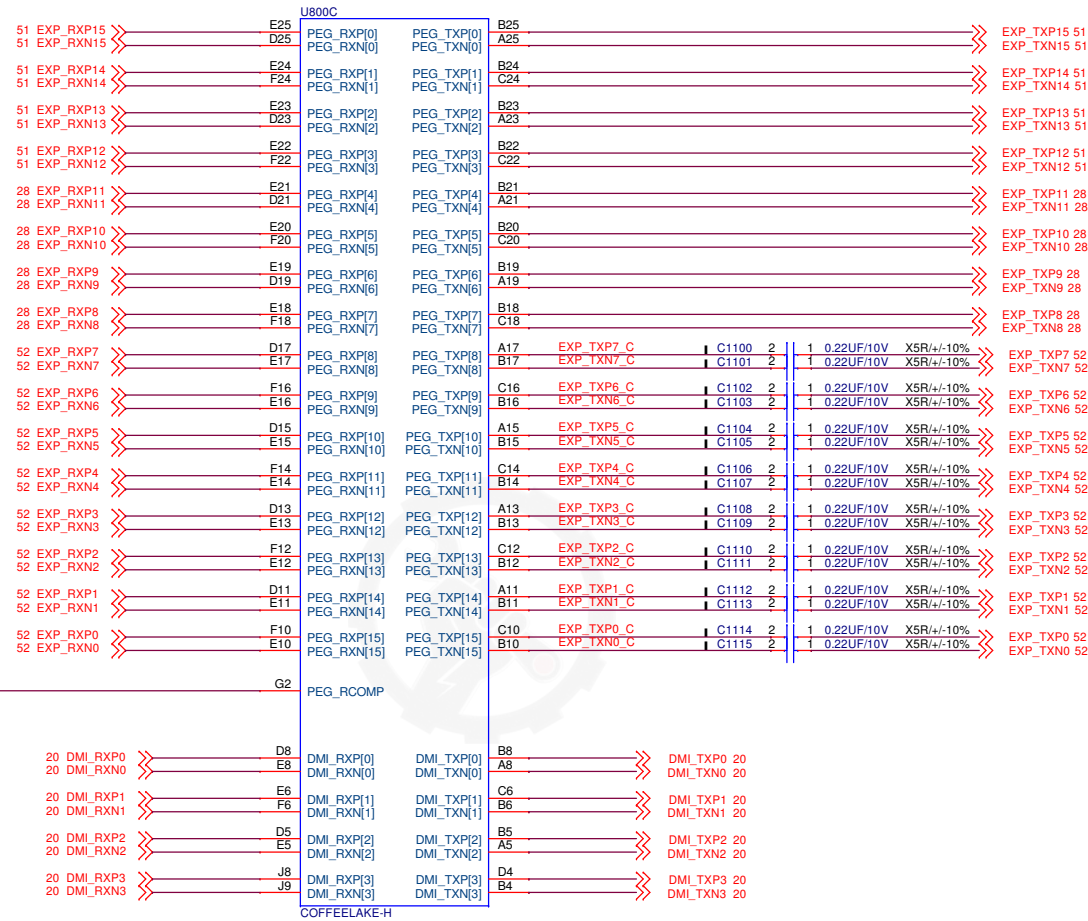 U800C
51 EXP_RXP15 E25 PEG_RXP[0] PEG_TXP[0] B25 EXP_TXP15 51
51 EXP_RXN15 D25 PEG_RXN[0] PEG_TXN[0] A25 EXP_TXN15 51
51 EXP_RXP14 E24 PEG_RXP[1] PEG_TXP[1] B24 EXP_TXP14 51
51 EXP_RXN14 F24 PEG_RXN[1] PEG_TXN[1] C24 EXP_TXN14 51
51 EXP_RXP13 E23 PEG_RXP[2] PEG_TXP[2] B23 EXP_TXP13 51
51 EXP_RXN13 D23 PEG_RXN[2] PEG_TXN[2] A23 EXP_TXN13 51
51 EXP_RXP12 E22 PEG_RXP[3] PEG_TXP[3] B22 EXP_TXP12 51
51 EXP_RXN12 F22 PEG_RXN[3] PEG_TXN[3] C22 EXP_TXN12 51
28 EXP_RXP11 E21 PEG_RXP[4] PEG_TXP[4] B21 EXP_TXP11 28
28 EXP_RXN11 D21 PEG_RXN[4] PEG_TXN[4] A21 EXP_TXN11 28
28 EXP_RXP10 E20 PEG_RXP[5] PEG_TXP[5] B20 EXP_TXP10 28
28 EXP_RXN10 F20 PEG_RXN[5] PEG_TXN[5] C20 EXP_TXN10 28
28 EXP_RXP9 E19 PEG_RXP[6] PEG_TXP[6] B19 EXP_TXP9 28
28 EXP_RXN9 D19 PEG_RXN[6] PEG_TXN[6] A19 EXP_TXN9 28
28 EXP_RXP8 E18 PEG_RXP[7] PEG_TXP[7] B18 EXP_TXP8 28
28 EXP_RXN8 F18 PEG_RXN[7] PEG_TXN[7] C18 EXP_TXN8 28
52 EXP_RXP7 D17 PEG_RXP[8] PEG_TXP[8] A17 EXP_TXP7_C C1100 2 1 0.22UF/10V X5R/+/-10% EXP_TXP7 52
52 EXP_RXN7 E17 PEG_RXN[8] PEG_TXN[8] B17 EXP_TXN7_C C1101 2 1 0.22UF/10V X5R/+/-10% EXP_TXN7 52
52 EXP_RXP6 F16 PEG_RXP[9] PEG_TXP[9] C16 EXP_TXP6_C C1102 2 1 0.22UF/10V X5R/+/-10% EXP_TXP6 52
52 EXP_RXN6 E16 PEG_RXN[9] PEG_TXN[9] B16 EXP_TXN6_C C1103 2 1 0.22UF/10V X5R/+/-10% EXP_TXN6 52
52 EXP_RXP5 D15 PEG_RXP[10] PEG_TXP[10] A15 EXP_TXP5_C C1104 2 1 0.22UF/10V X5R/+/-10% EXP_TXP5 52
52 EXP_RXN5 E15 PEG_RXN[10] PEG_TXN[10] B15 EXP_TXN5_C C1105 2 1 0.22UF/10V X5R/+/-10% EXP_TXN5 52
52 EXP_RXP4 F14 PEG_RXP[11] PEG_TXP[11] C14 EXP_TXP4_C C1106 2 1 0.22UF/10V X5R/+/-10% EXP_TXP4 52
52 EXP_RXN4 E14 PEG_RXN[11] PEG_TXN[11] B14 EXP_TXN4_C C1107 2 1 0.22UF/10V X5R/+/-10% EXP_TXN4 52
52 EXP_RXP3 D13 PEG_RXP[12] PEG_TXP[12] A13 EXP_TXP3_C C1108 2 1 0.22UF/10V X5R/+/-10% EXP_TXP3 52
52 EXP_RXN3 E13 PEG_RXN[12] PEG_TXN[12] B13 EXP_TXN3_C C1109 2 1 0.22UF/10V X5R/+/-10% EXP_TXN3 52
52 EXP_RXP2 F12 PEG_RXP[13] PEG_TXP[13] C12 EXP_TXP2_C C1110 2 1 0.22UF/10V X5R/+/-10% EXP_TXP2 52
52 EXP_RXN2 E12 PEG_RXN[13] PEG_TXN[13] B12 EXP_TXN2_C C1111 2 1 0.22UF/10V X5R/+/-10% EXP_TXN2 52
52 EXP_RXP1 D11 PEG_RXP[14] PEG_TXP[14] A11 EXP_TXP1_C C1112 2 1 0.22UF/10V X5R/+/-10% EXP_TXP1 52
52 EXP_RXN1 E11 PEG_RXN[14] PEG_TXN[14] B11 EXP_TXN1_C C1113 2 1 0.22UF/10V X5R/+/-10% EXP_TXN1 52
52 EXP_RXP0 F10 PEG_RXP[15] PEG_TXP[15] C10 EXP_TXP0_C C1114 2 1 0.22UF/10V X5R/+/-10% EXP_TXP0 52
52 EXP_RXN0 E10 PEG_RXN[15] PEG_TXN[15] B10 EXP_TXN0_C C1115 2 1 0.22UF/10V X5R/+/-10% EXP_TXN0 52
G2 PEG_RCOMP
20 DMI_RXP0 D8 DMI_RXP[0] DMI_TXP[0] B8 DMI_TXP0 20
20 DMI_RXN0 E8 DMI_RXN[0] DMI_TXN[0] A8 DMI_TXN0 20
20 DMI_RXP1 E6 DMI_RXP[1] DMI_TXP[1] C6 DMI_TXP1 20
20 DMI_RXN1 F6 DMI_RXN[1] DMI_TXN[1] B6 DMI_TXN1 20
20 DMI_RXP2 D5 DMI_RXP[2] DMI_TXP[2] B5 DMI_TXP2 20
20 DMI_RXN2 E5 DMI_RXN[2] DMI_TXN[2] A5 DMI_TXN2 20
20 DMI_RXP3 J8 DMI_RXP[3] DMI_TXP[3] D4 DMI_TXP3 20
20 DMI_RXN3 J9 DMI_RXN[3] DMI_TXN[3] B4 DMI_TXN3 20
COFFEELAKE-H